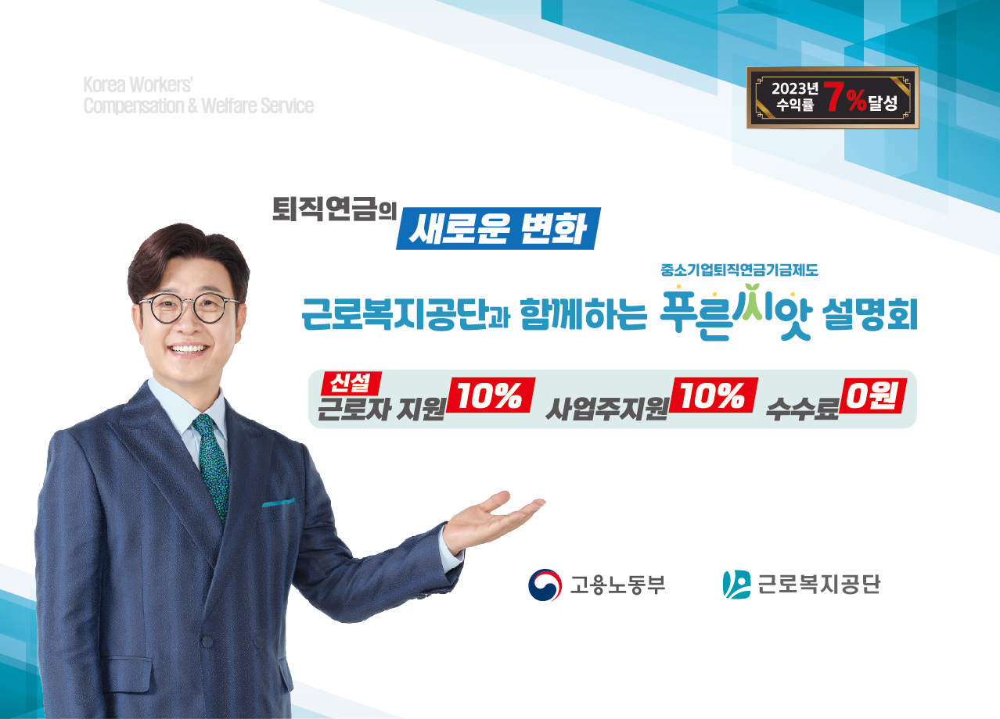 Korea Workers'
Compensation & Welfare Service
2023년
수익률 7%달성
퇴직연금의 새로운 변화
중소기업퇴직연금기금제도
근로복지공단과 함께하는 푸른씨앗 설명회
신설
근로자 지원 10% 사업주지원 10% 수수료 0원
고용노동부 근로복지공단